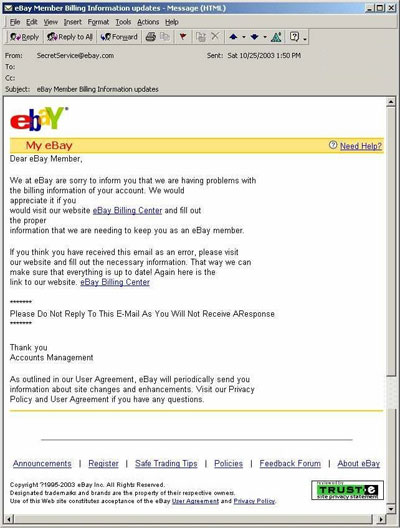 eBay Member Billing Information updates - Message (HTML)
File Edit View Insert Format Tools Actions Help
Reply Reply to All Forward
From: SecretService@ebay.com Sent: Sat 10/25/2003 1:50 PM
To:
Cc:
Subject: eBay Member Billing Information updates
ebaY®
My eBay Need Help?
Dear eBay Member,
We at eBay are sorry to inform you that we are having problems with
the billing information of your account. We would
appreciate it if you
would visit our website eBay Billing Center and fill out
the proper
information that we are needing to keep you as an eBay member.
If you think you have received this email as an error, please visit
our website and fill out the necessary information. That way we can
make sure that everything is up to date! Again here is the
link to our website. eBay Billing Center
*******
Please Do Not Reply To This E-Mail As You Will Not Receive AResponse
*******
Thank you
Accounts Management
As outlined in our User Agreement, eBay will periodically send you
information about site changes and enhancements. Visit our Privacy
Policy and User Agreement if you have any questions.
Announcements | Register | Safe Trading Tips | Policies | Feedback Forum | About eBay
Copyright ?1995-2003 eBay Inc. All Rights Reserved.
Designated trademarks and brands are the property of their respective owners.
Use of this Web site constitutes acceptance of the eBay User Agreement and Privacy Policy.
reviewed by
TRUSTe
site privacy statement